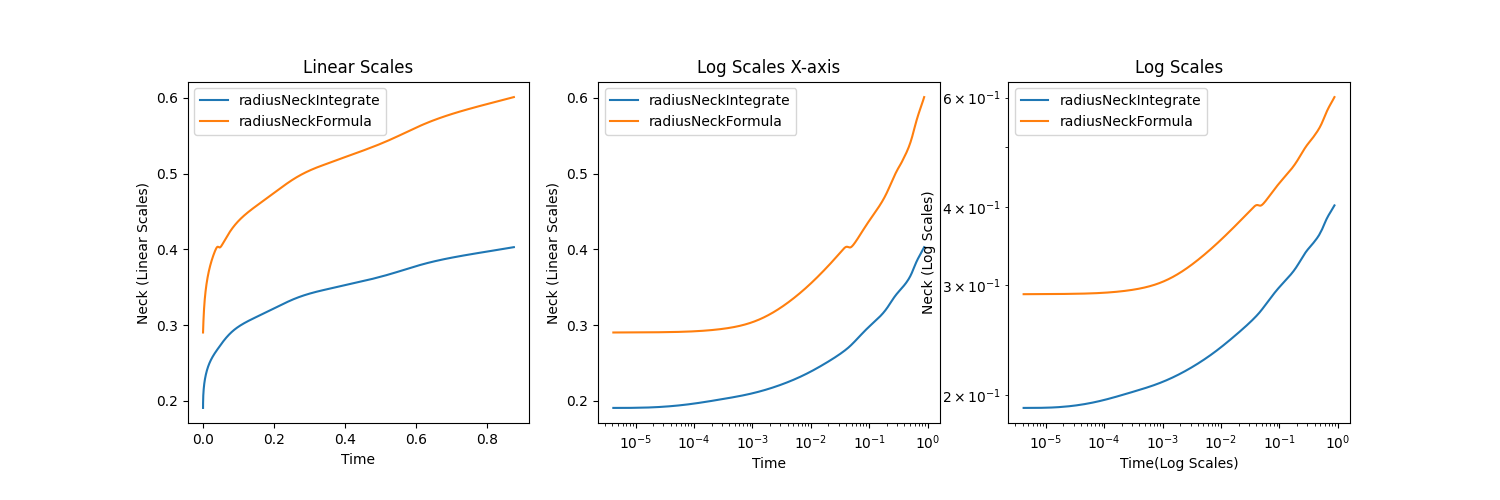 Linear Scales
radiusNeckIntegrate
radiusNeckFormula
Neck (Linear Scales)
0.6
0.5
0.4
0.3
0.2
0.0 0.2 0.4 0.6 0.8
Time
Log Scales X-axis
radiusNeckIntegrate
radiusNeckFormula
Neck (Linear Scales)
0.6
0.5
0.4
0.3
0.2
10⁻⁵ 10⁻⁴ 10⁻³ 10⁻² 10⁻¹ 10⁰
Time
Log Scales
radiusNeckIntegrate
radiusNeckFormula
Neck (Log Scales)
6 × 10⁻¹
4 × 10⁻¹
3 × 10⁻¹
2 × 10⁻¹
10⁻⁵ 10⁻⁴ 10⁻³ 10⁻² 10⁻¹ 10⁰
Time(Log Scales)